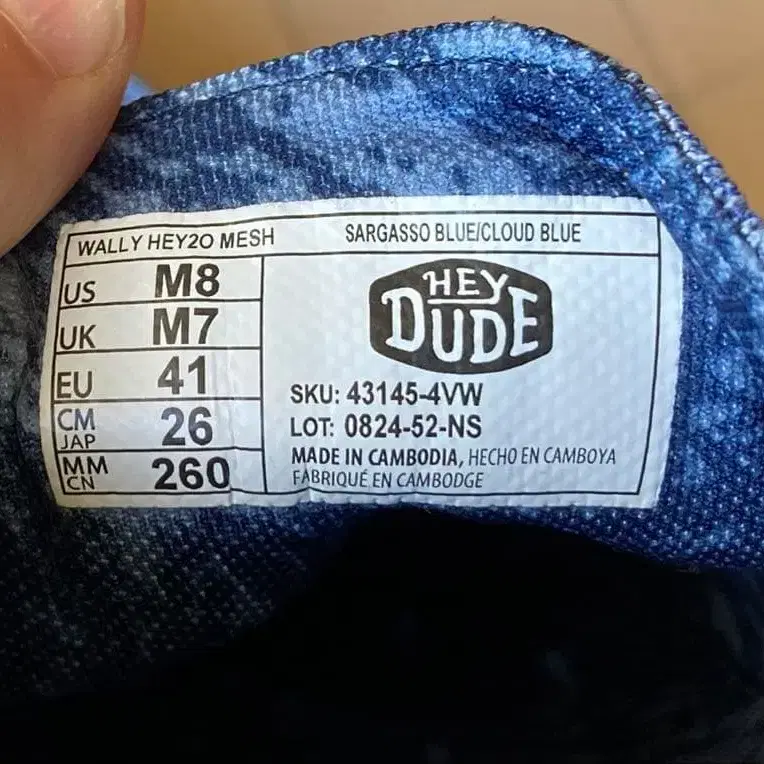 WALLY HEY2O MESH SARGASSO BLUE/CLOUD BLUE
US M8
UK M7
EU 41
CM JAP 26
MM CN 260
HEY
DUDE
SKU: 43145-4VW
LOT: 0824-52-NS
MADE IN CAMBODIA, HECHO EN CAMBOYA
FABRIQUÉ EN CAMBODGE